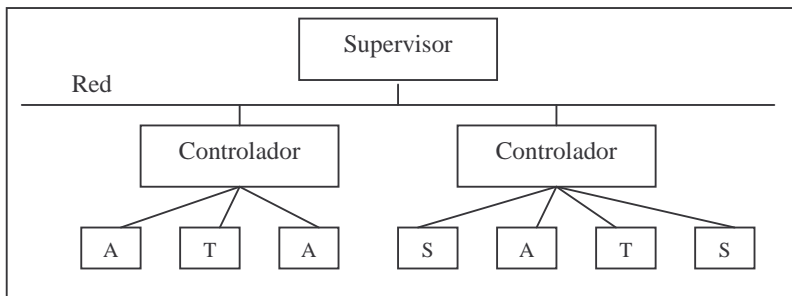 Supervisor
Red
Controlador Controlador
A T A S A T S